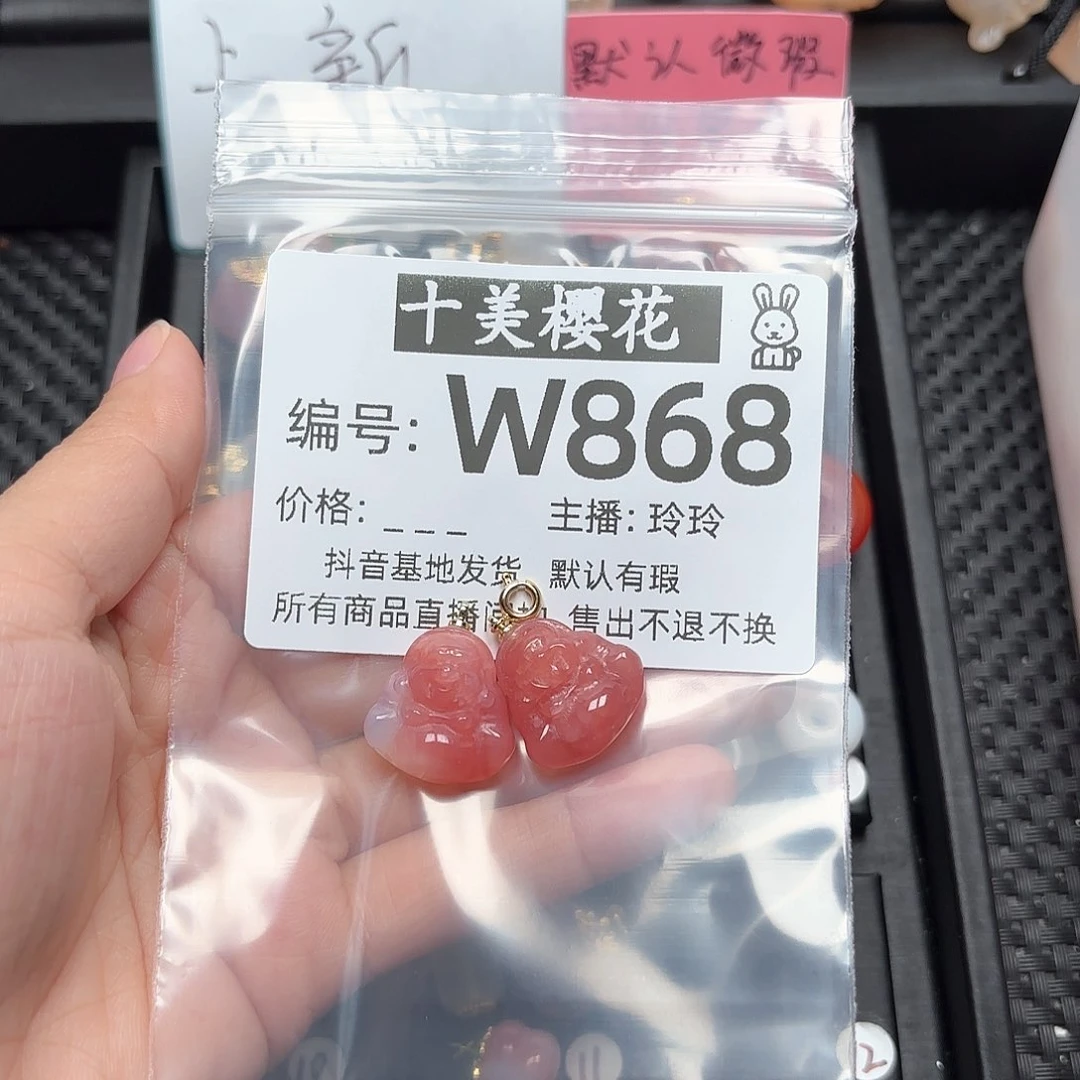 上新
默认微瑕
十美樱花
编号: W868
价格: _ _ _ 主播: 玲玲
抖音基地发货 默认有瑕
所有商品直播 售出不退不换
11
2